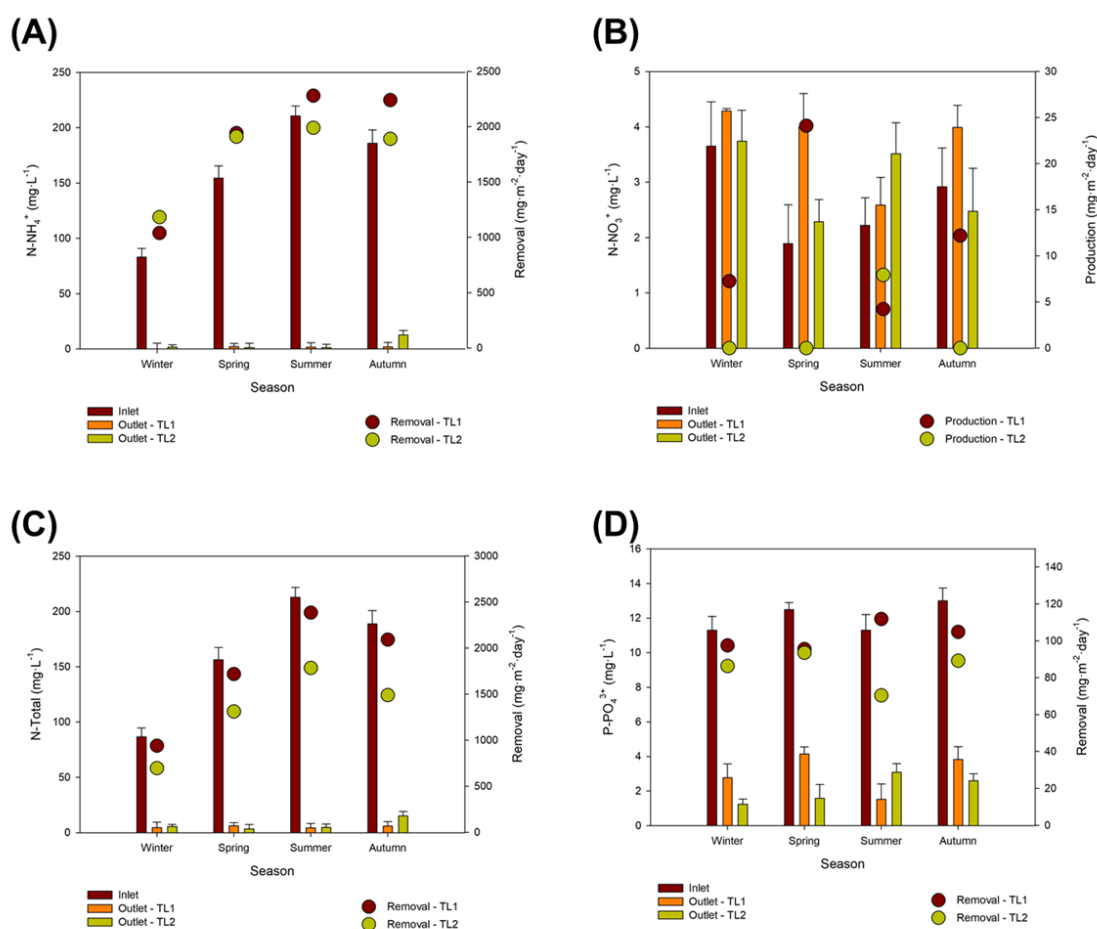 (A)
N-NH₄⁺ (mg·L⁻¹)
250
200
150
100
50
0
2500
2000
1500
1000
500
0
Removal (mg·m⁻²·day⁻¹)
Winter Spring Summer Autumn
Season
Inlet
Outlet - TL1
Outlet - TL2
Removal - TL1
Removal - TL2
(B)
N-NO₃⁺ (mg·L⁻¹)
5
4
3
2
1
0
30
25
20
15
10
5
0
Production (mg·m⁻²·day⁻¹)
Winter Spring Summer Autumn
Season
Inlet
Outlet - TL1
Outlet - TL2
Production - TL1
Production - TL2
(C)
N-Total (mg·L⁻¹)
250
200
150
100
50
0
3000
2500
2000
1500
1000
500
0
Removal (mg·m⁻²·day⁻¹)
Winter Spring Summer Autumn
Season
Inlet
Outlet - TL1
Outlet - TL2
Removal - TL1
Removal - TL2
(D)
P-PO₄³⁺ (mg·L⁻¹)
16
14
12
10
8
6
4
2
0
140
120
100
80
60
40
20
0
Removal (mg·m⁻²·day⁻¹)
Winter Spring Summer Autumn
Season
Inlet
Outlet - TL1
Outlet - TL2
Removal - TL1
Removal - TL2